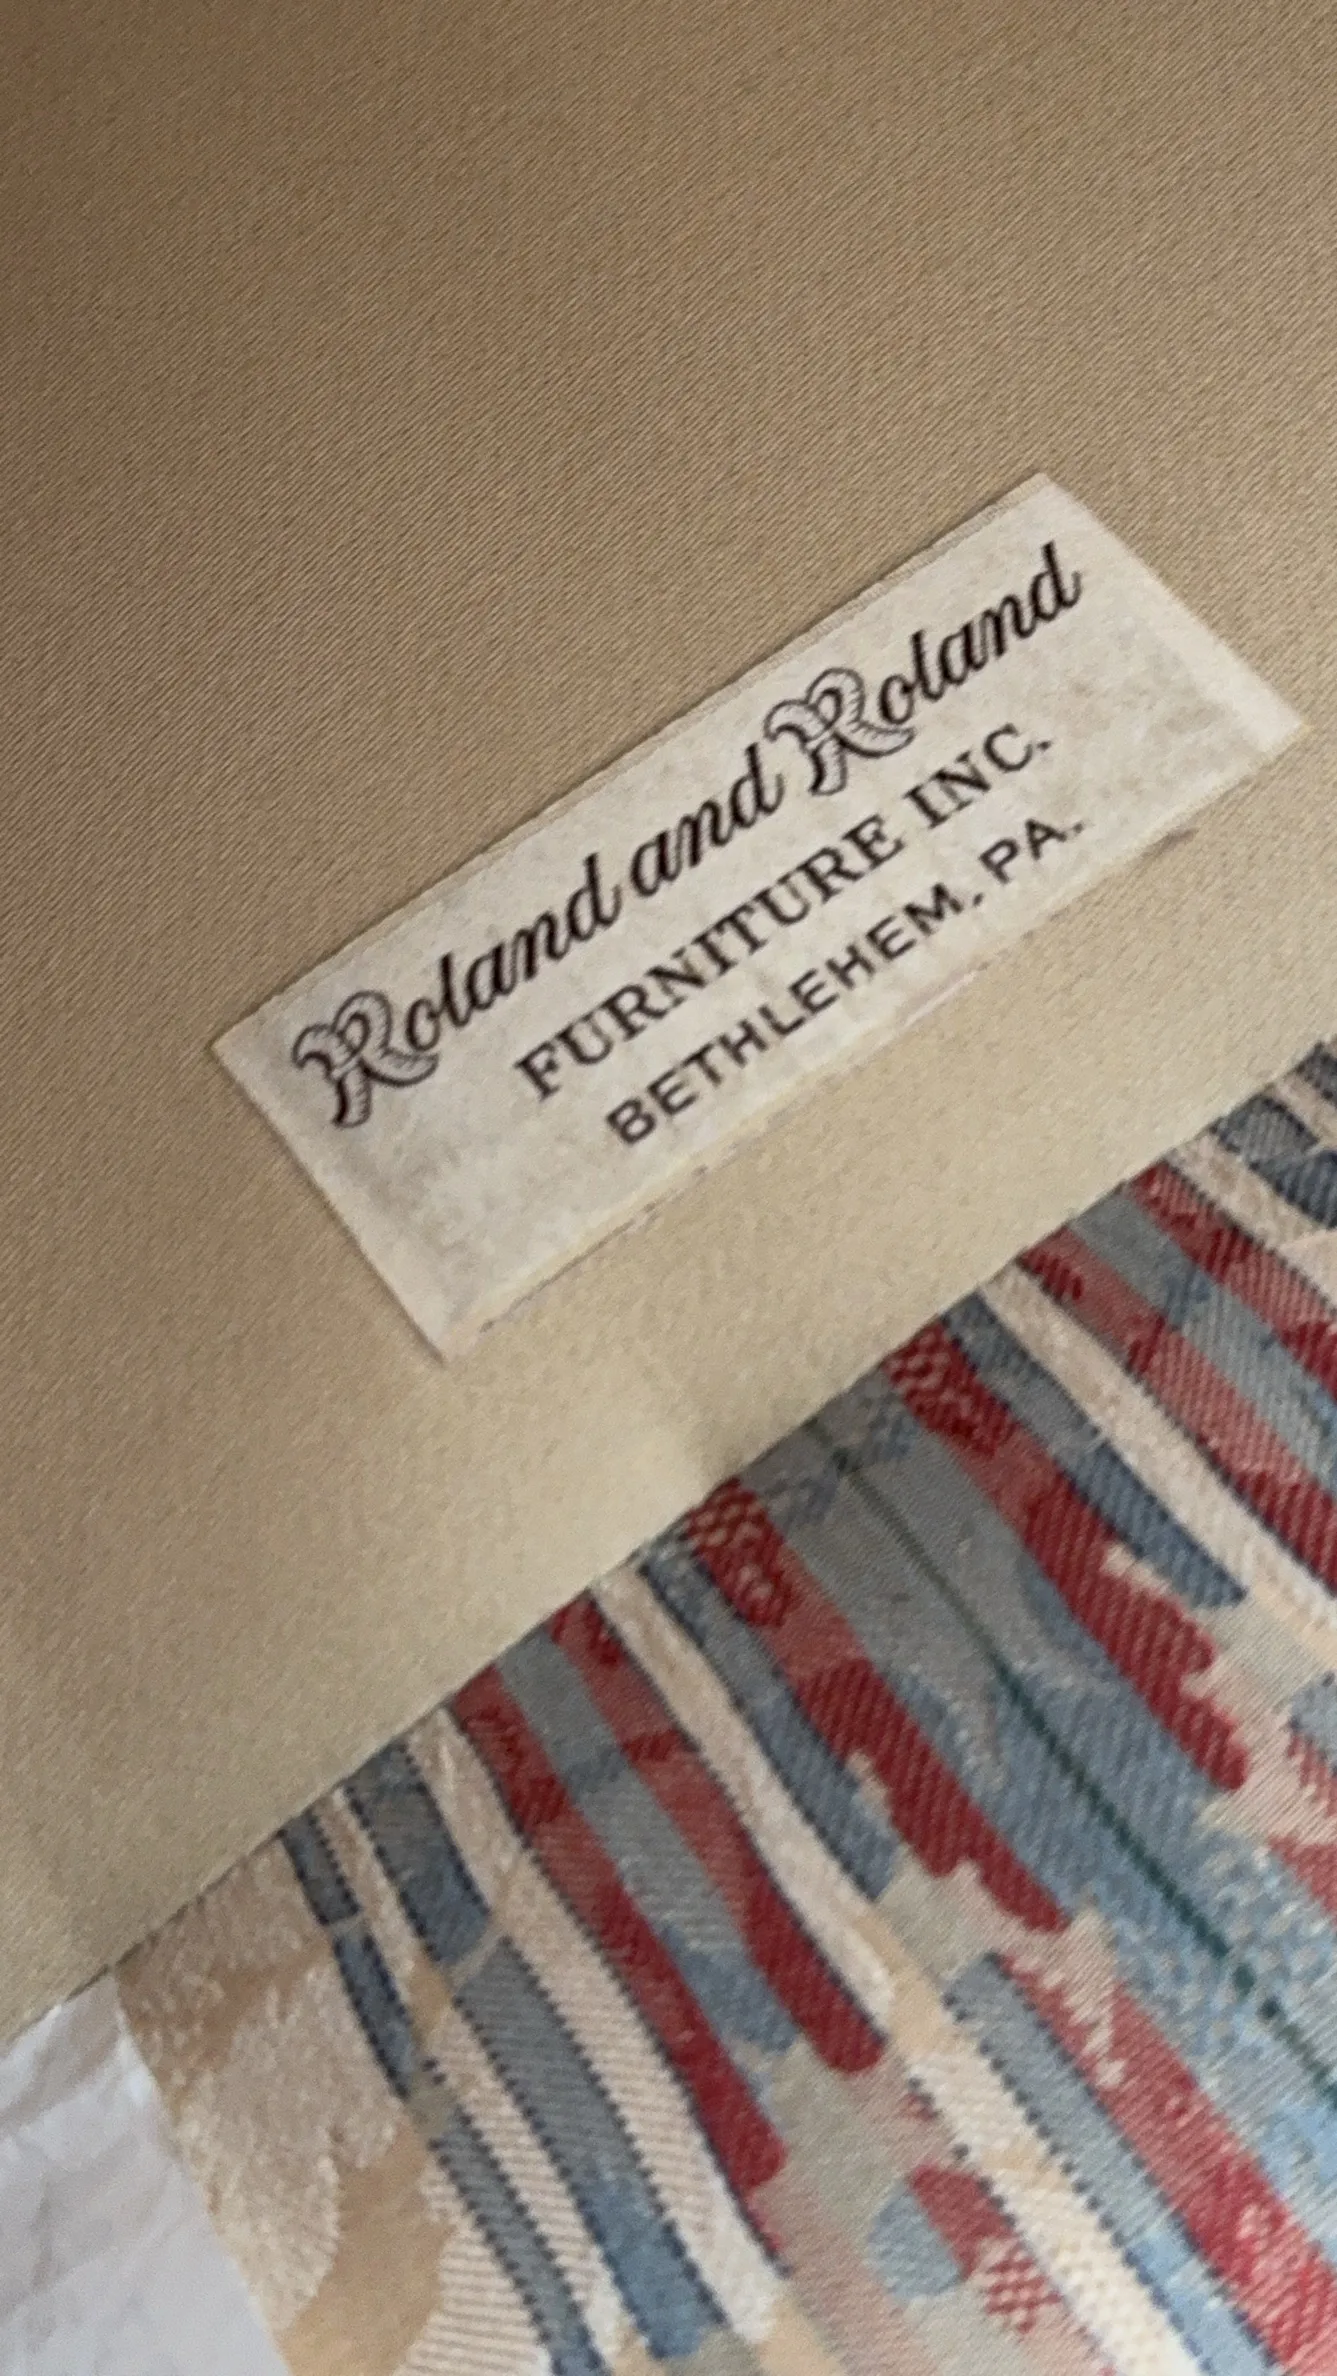 Roland and Roland
FURNITURE INC.
BETHLEHEM, PA.